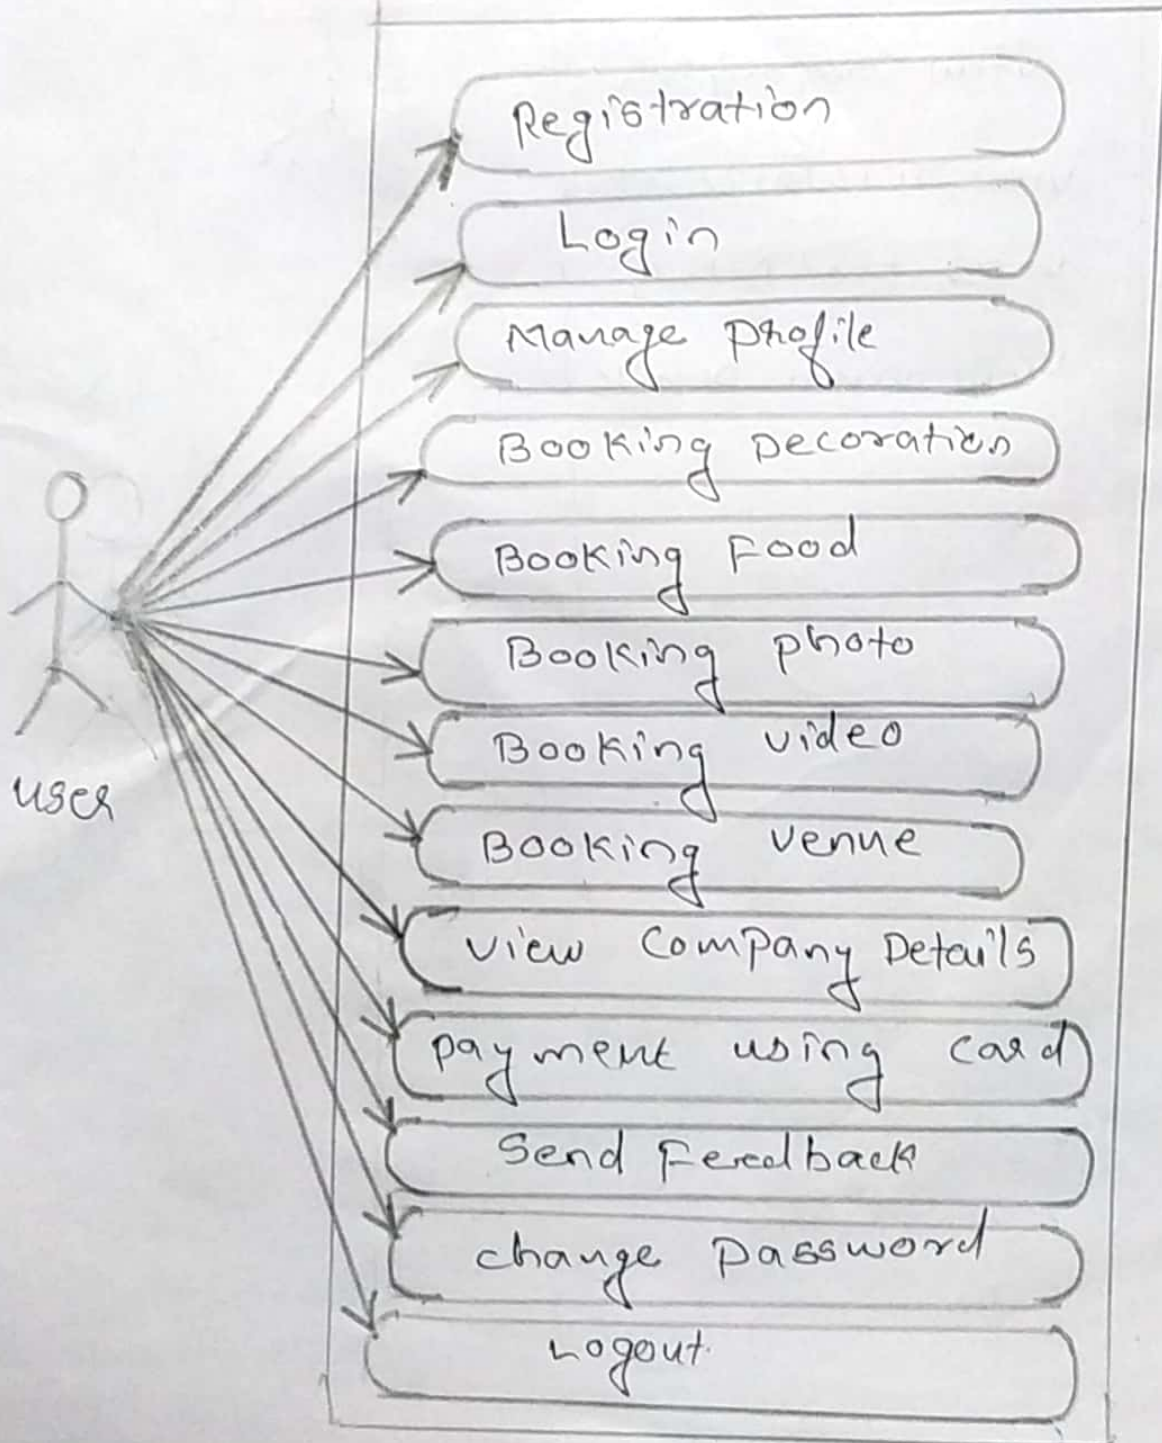 Registration
Login
Manage profile
Booking Decoration
Booking Food
Booking photo
Booking video
user
Booking venue
view Company Details
payment using card
Send Feedback
change password
Logout